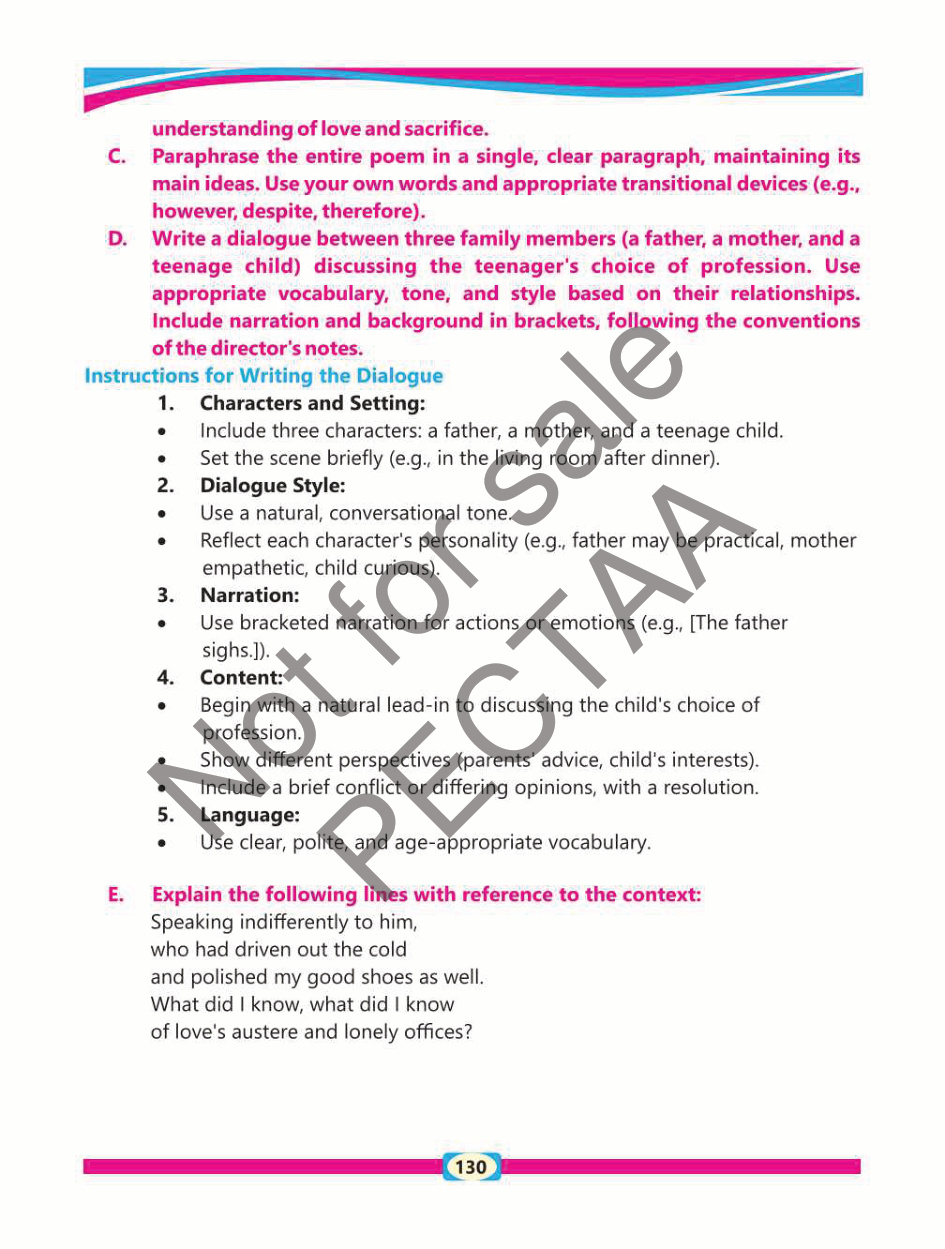 understanding of love and sacrifice.
C. Paraphrase the entire poem in a single, clear paragraph, maintaining its
main ideas. Use your own words and appropriate transitional devices (e.g.,
however, despite, therefore).
D. Write a dialogue between three family members (a father, a mother, and a
teenage child) discussing the teenager's choice of profession. Use
appropriate vocabulary, tone, and style based on their relationships.
Include narration and background in brackets, following the conventions
of the director's notes.
Instructions for Writing the Dialogue
1. Characters and Setting:
• Include three characters: a father, a mother, and a teenage child.
• Set the scene briefly (e.g., in the living room after dinner).
2. Dialogue Style:
• Use a natural, conversational tone.
• Reflect each character's personality (e.g., father may be practical, mother
empathetic, child curious).
3. Narration:
• Use bracketed narration for actions or emotions (e.g., [The father
sighs.]).
4. Content:
• Begin with a natural lead-in to discussing the child's choice of
profession.
• Show different perspectives (parents' advice, child's interests).
• Include a brief conflict or differing opinions, with a resolution.
5. Language:
• Use clear, polite, and age-appropriate vocabulary.
E. Explain the following lines with reference to the context:
Speaking indifferently to him,
who had driven out the cold
and polished my good shoes as well.
What did I know, what did I know
of love's austere and lonely offices?
130
Not for sale
PECTAA